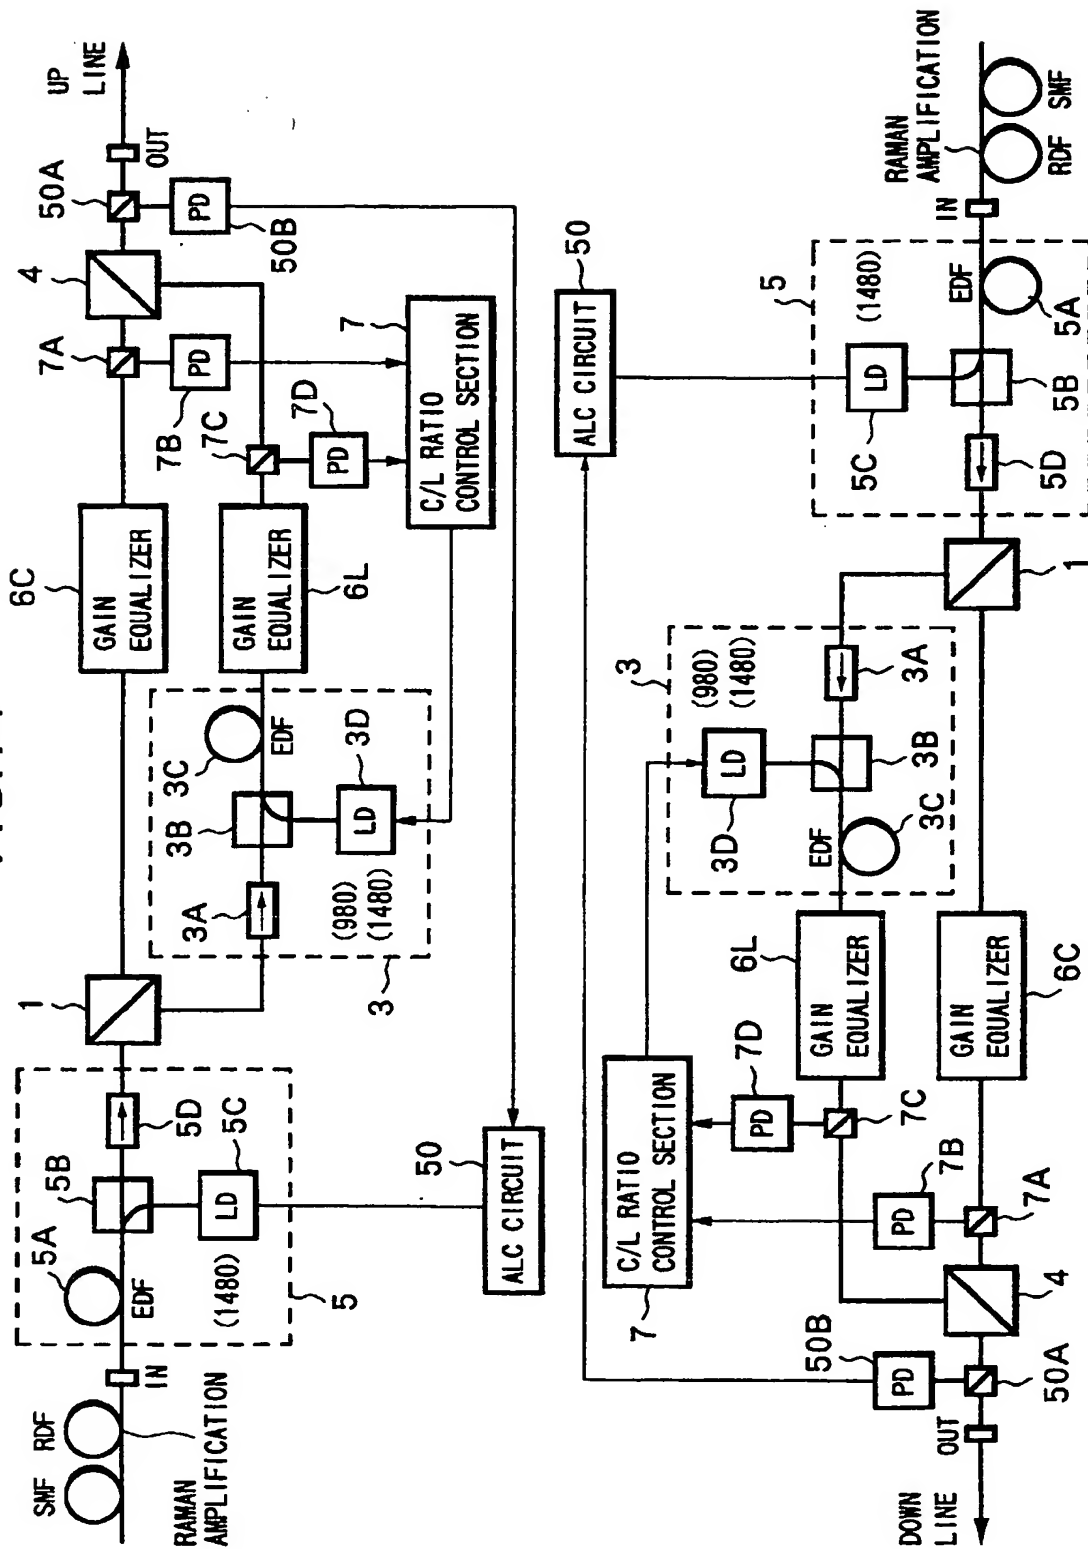 UP
LINE
OUT
50A
PD
50B
4
7A
PD
7B
7C
PD
7D
7
C/L RATIO
CONTROL SECTION
6C
GAIN
EQUALIZER
GAIN
EQUALIZER
6L
3C
EDF
3B
3D
LD
3A
(980)
(1480)
3
1
5D
5B
5C
LD
5A
EDF
(1480)
5
50
ALC CIRCUIT
IN
RDF
SMF
RAMAN
AMPLIFICATION
RAMAN
AMPLIFICATION
SMF
RDF
IN
50
ALC CIRCUIT
5
(1480)
EDF
5A
LD
5C
5B
5D
1
3
(980)
(1480)
3A
LD
3D
3B
EDF
3C
6L
GAIN
EQUALIZER
GAIN
EQUALIZER
6C
7D
PD
7C
C/L RATIO
CONTROL SECTION
7
7B
PD
7A
4
50B
PD
50A
OUT
DOWN
LINE